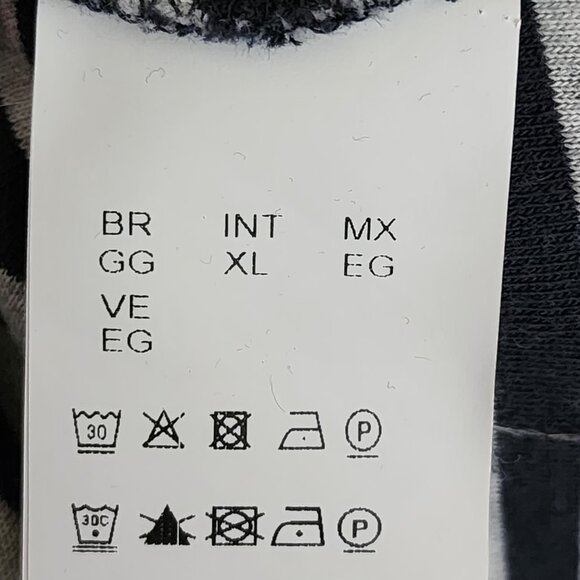 BR INT MX
GG XL EG
VE
EG
30 P
30C P